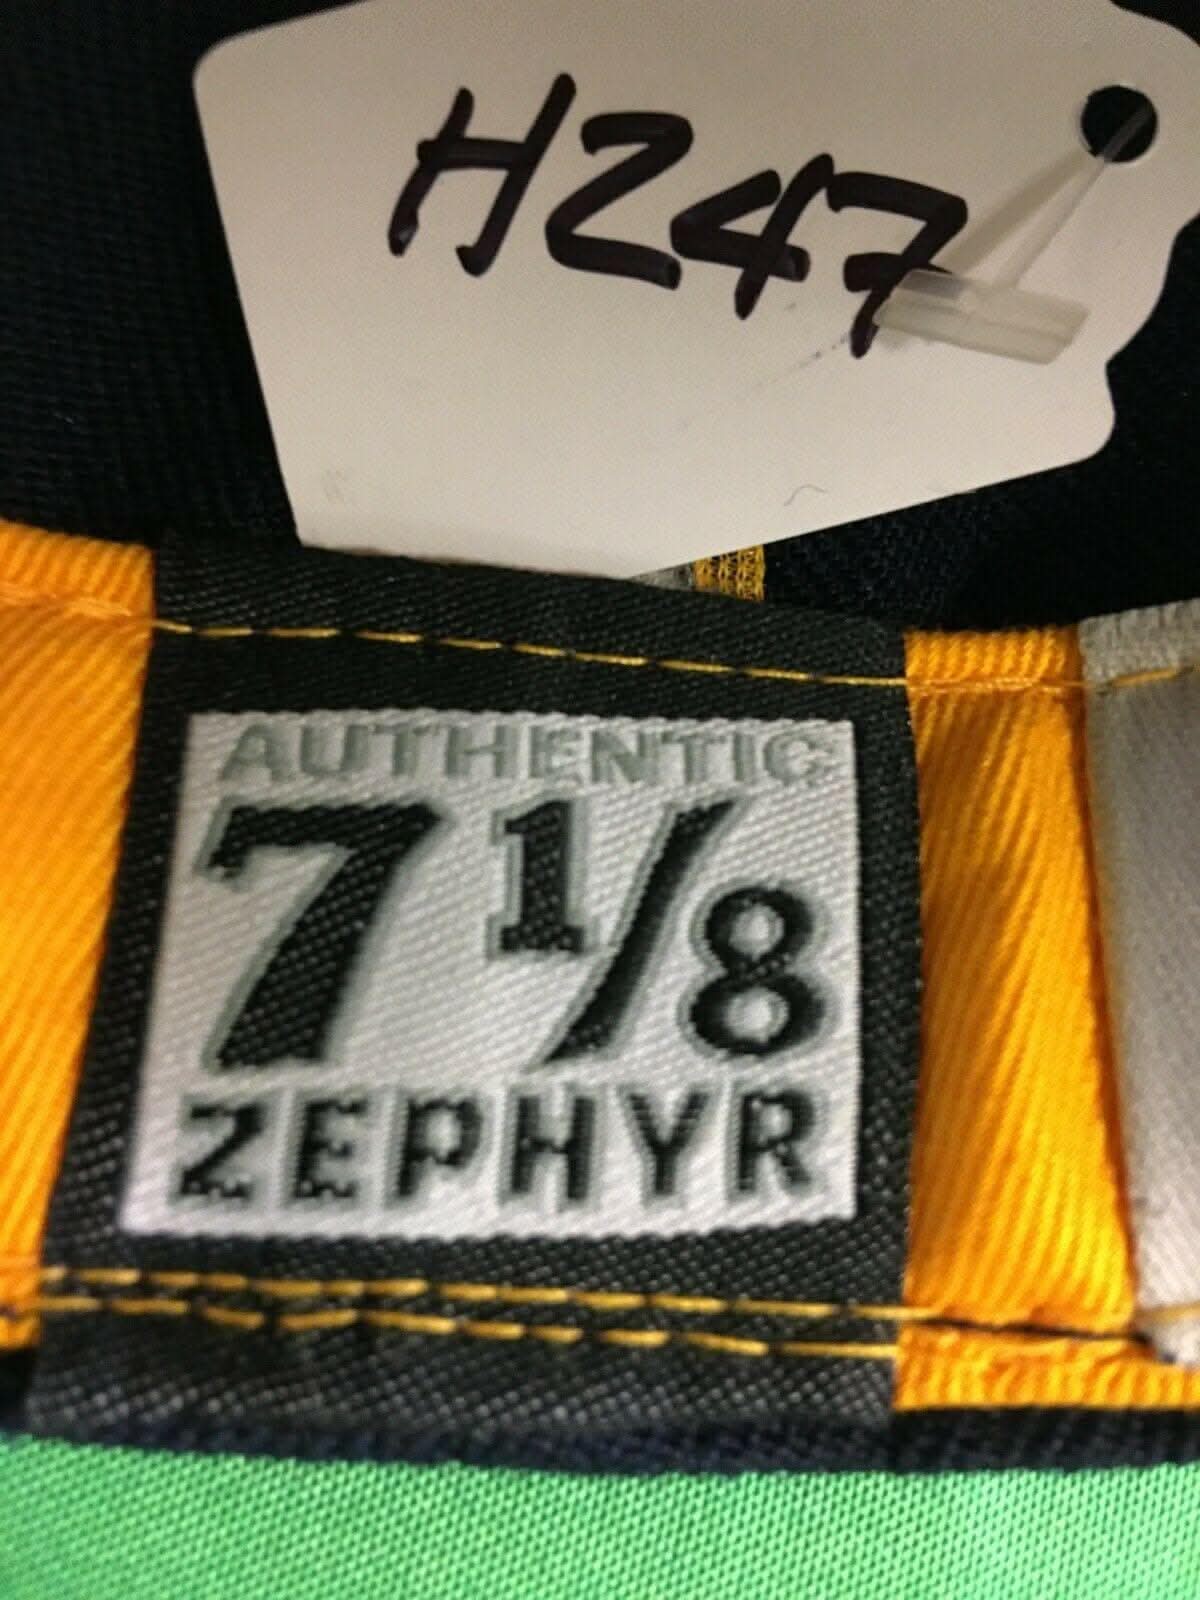 H247
AUTHENTIC
7 1/8
ZEPHYR